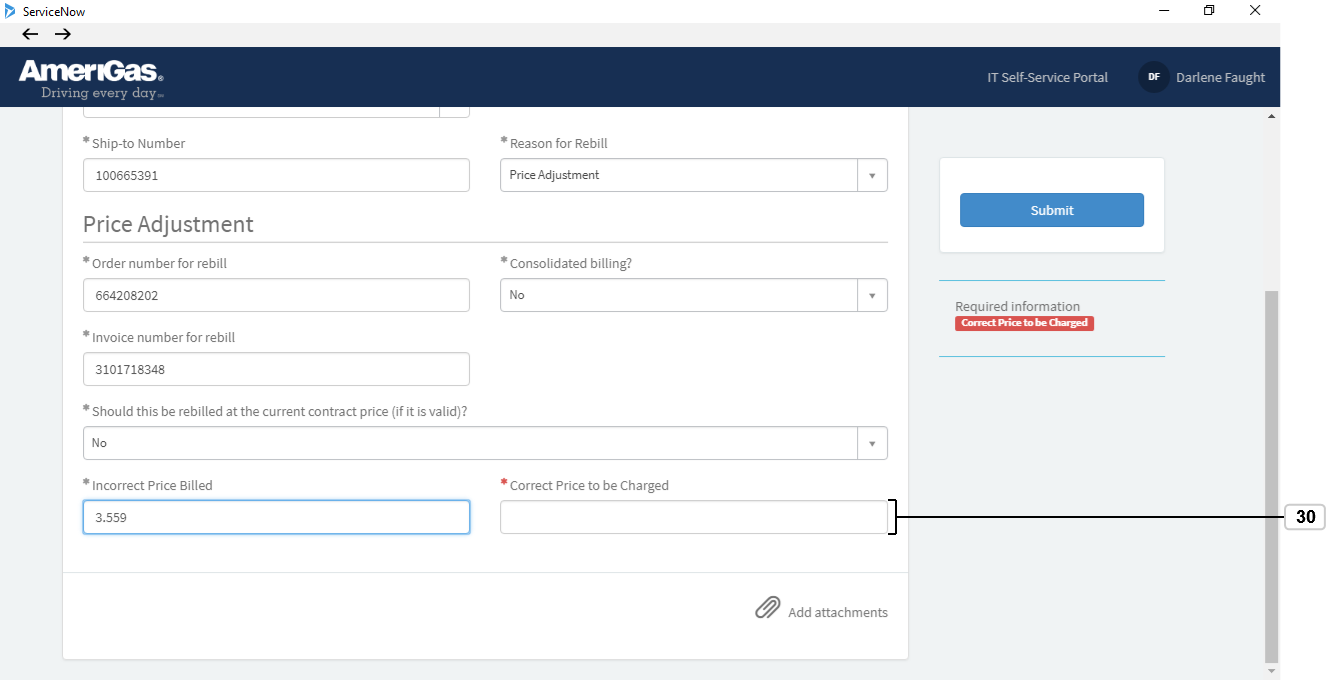 ServiceNow
AmeriGas®
Driving every day℠
IT Self-Service Portal
DF
Darlene Faught
* Ship-to Number
* Reason for Rebill
100665391
Price Adjustment
Submit
Price Adjustment
* Order number for rebill
* Consolidated billing?
664208202
No
Required information
Correct Price to be Charged
* Invoice number for rebill
3101718348
* Should this be rebilled at the current contract price (if it is valid)?
No
* Incorrect Price Billed
* Correct Price to be Charged
3.559
30
Add attachments